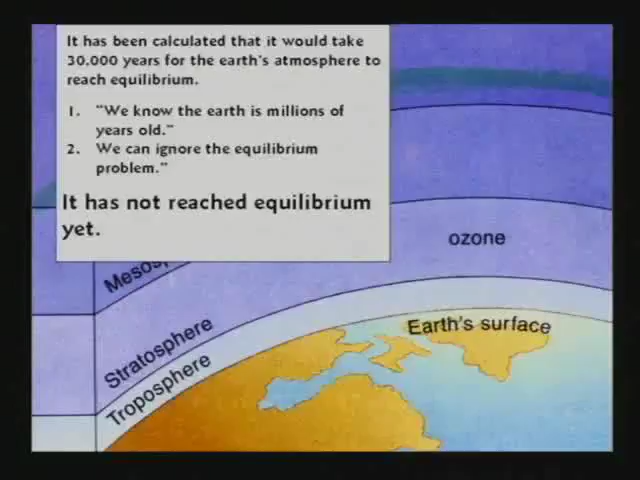 It has been calculated that it would take
30,000 years for the earth's atmosphere to
reach equilibrium.
1. "We know the earth is millions of
years old."
2. We can ignore the equilibrium
problem."
It has not reached equilibrium
yet.
ozone
Earth's surface
Stratosphere
Troposphere